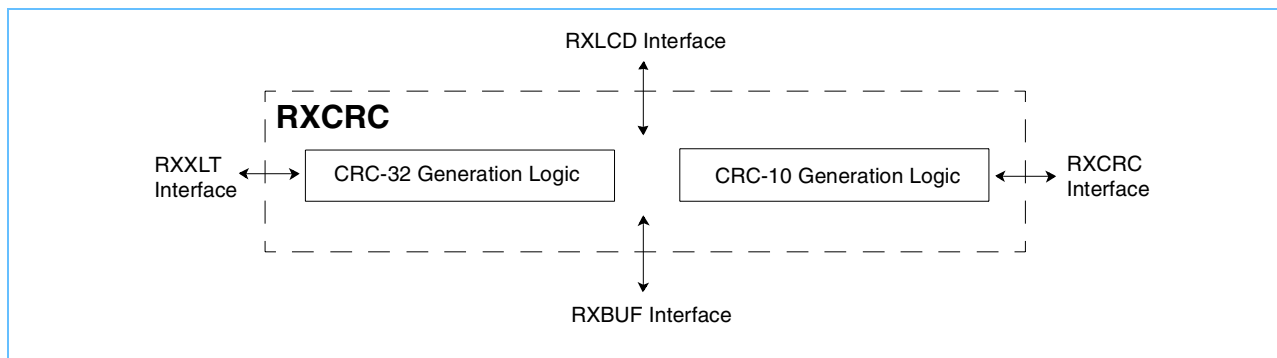 RXLCD Interface
RXCRC
RXXLT
Interface
CRC-32 Generation Logic
CRC-10 Generation Logic
RXCRC
Interface
RXBUF Interface